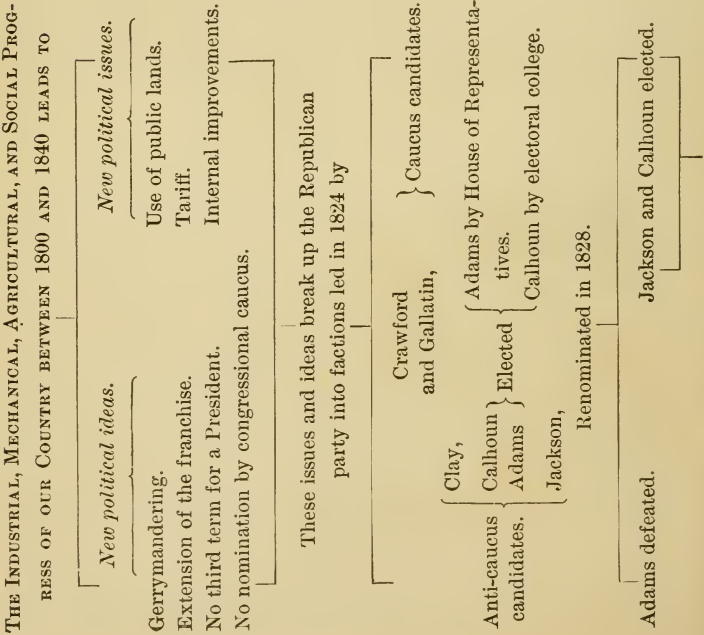 THE INDUSTRIAL, MECHANICAL, AGRICULTURAL, AND SOCIAL PROG-
RESS OF OUR COUNTRY BETWEEN 1800 AND 1840 LEADS TO
New political ideas.
Gerrymandering.
Extension of the franchise.
No third term for a President.
No nomination by congressional caucus.
New political issues.
Use of public lands.
Tariff.
Internal improvements.
These issues and ideas break up the Republican
party into factions led in 1824 by
Anti-caucus
candidates.
Clay,
Calhoun
Adams
Jackson,
Elected
Adams by House of Representa-
tives.
Calhoun by electoral college.
Crawford
and Gallatin,
Caucus candidates.
Renominated in 1828.
Adams defeated.
Jackson and Calhoun elected.